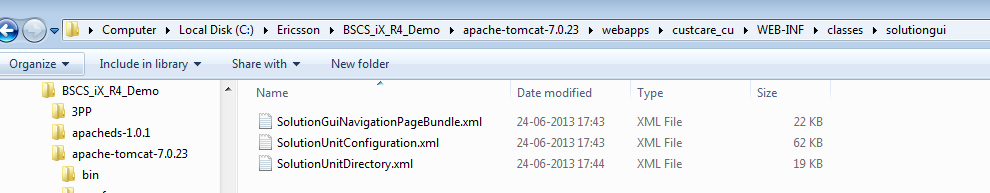 Computer ▸ Local Disk (C:) ▸ Ericsson ▸ BSCS_iX_R4_Demo ▸ apache-tomcat-7.0.23 ▸ webapps ▸ custcare_cu ▸ WEB-INF ▸ classes ▸ solutiongui
Organize ▾ Include in library ▾ Share with ▾ New folder
BSCS_iX_R4_Demo
3PP
apacheds-1.0.1
apache-tomcat-7.0.23
bin
Name Date modified Type Size
SolutionGuiNavigationPageBundle.xml 24-06-2013 17:43 XML File 22 KB
SolutionUnitConfiguration.xml 24-06-2013 17:43 XML File 62 KB
SolutionUnitDirectory.xml 24-06-2013 17:44 XML File 19 KB